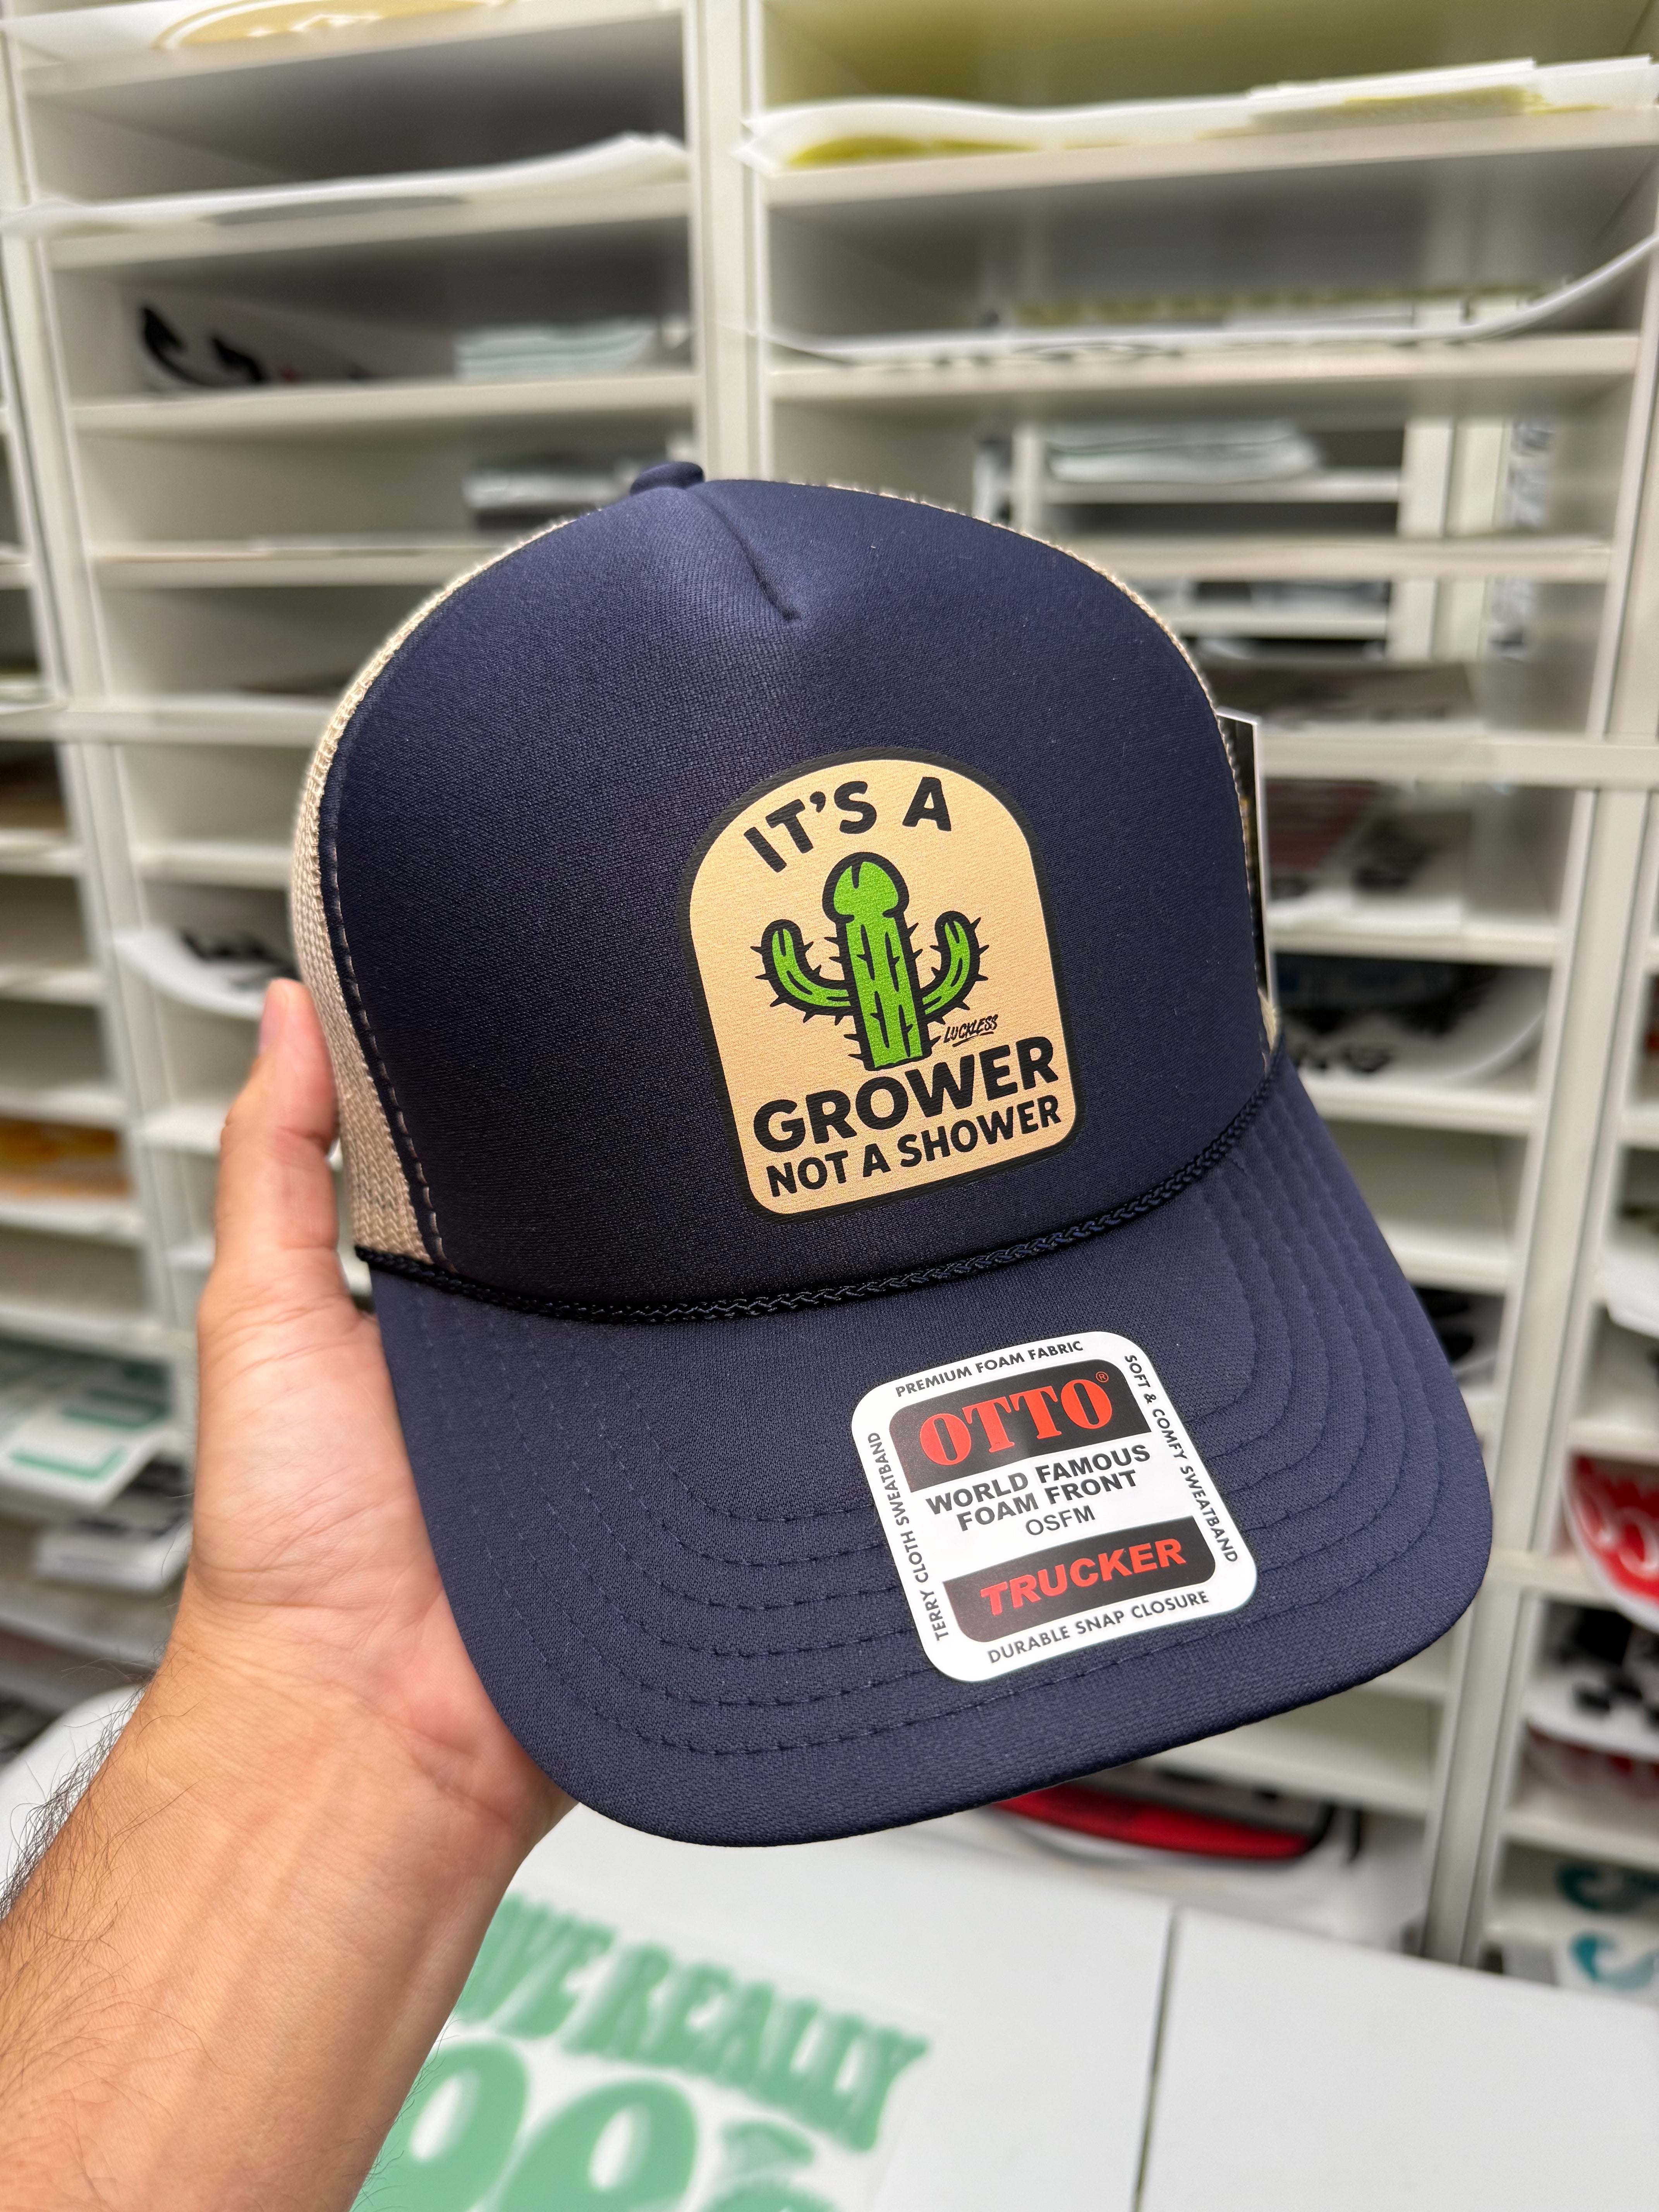 IT'S A
LUCKLESS
GROWER
NOT A SHOWER
PREMIUM FOAM FABRIC
SOFT & COMFY SWEATBAND
TERRY CLOTH SWEATBAND
OTTO®
WORLD FAMOUS
FOAM FRONT
OSFM
TRUCKER
DURABLE SNAP CLOSURE
REALLY